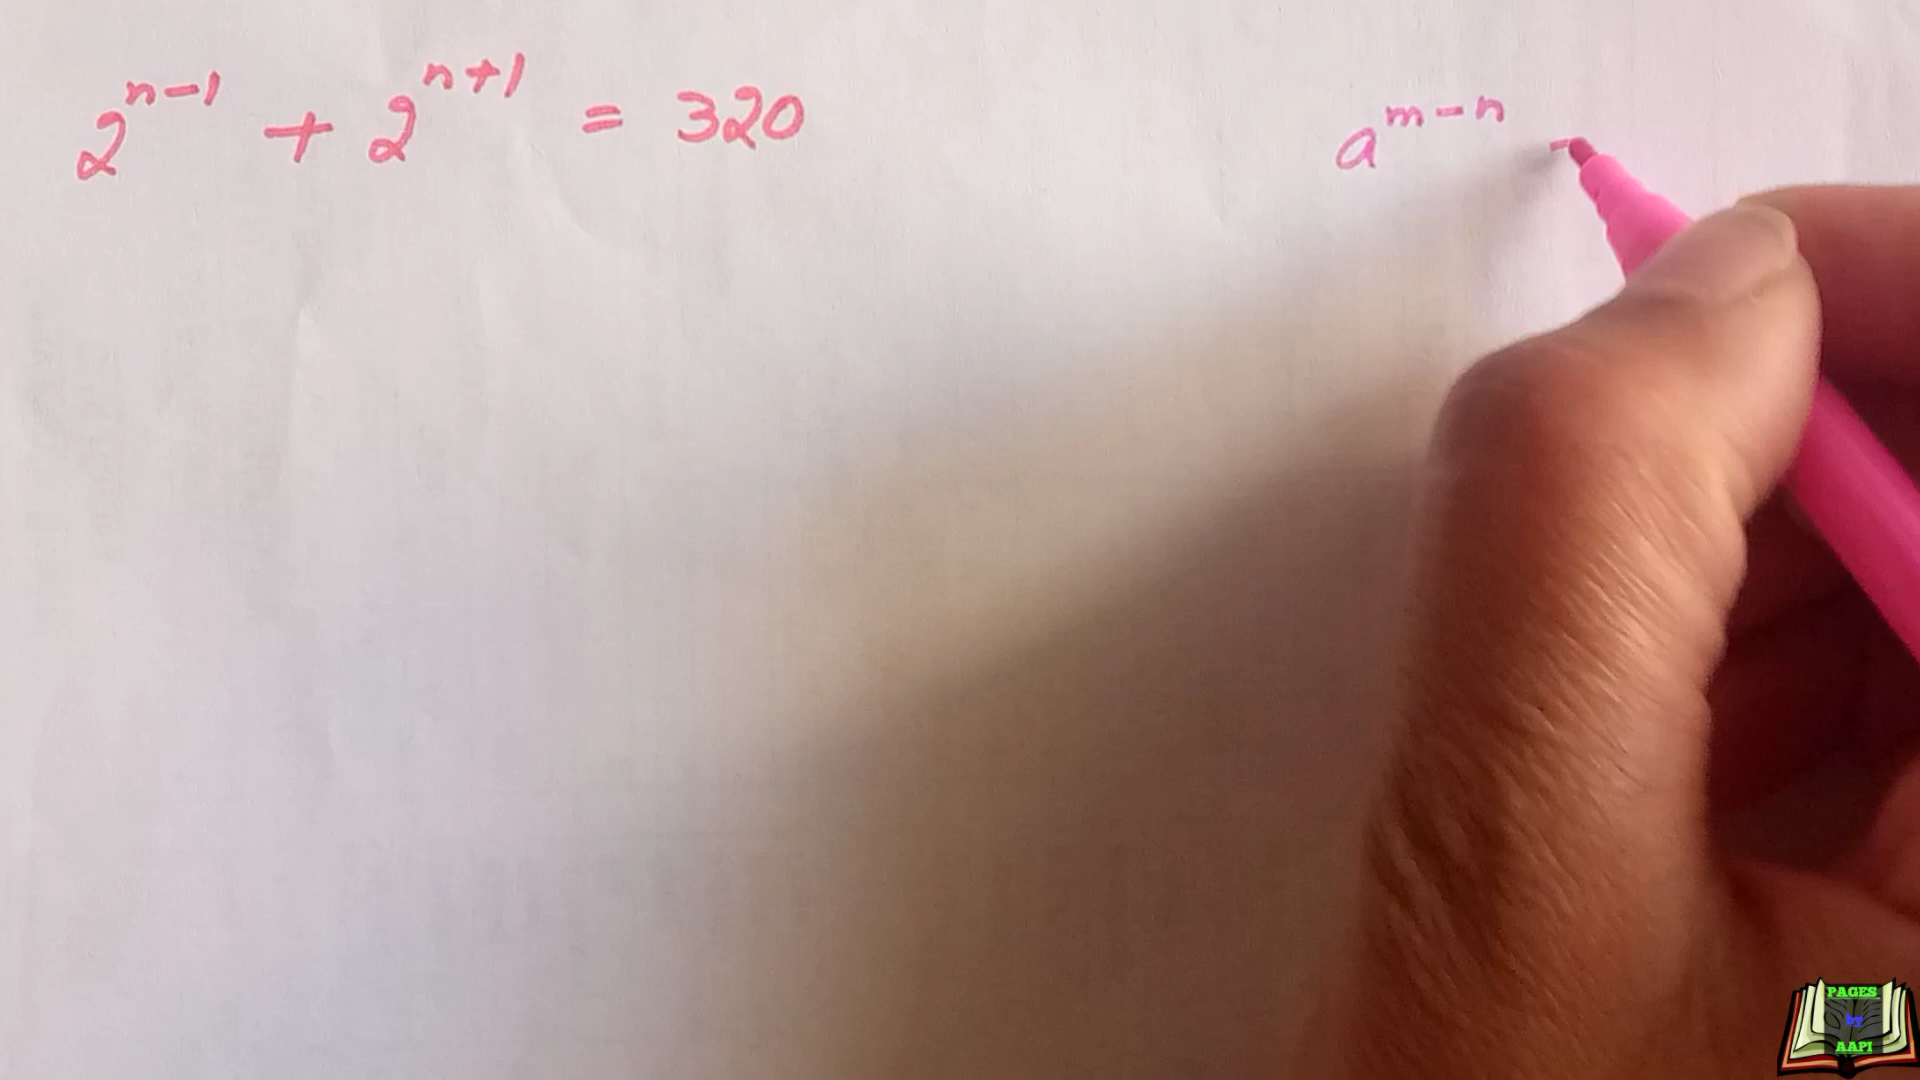 2^{n-1} + 2^{n+1} = 320
a^{m-n} -
PAGES
by
AAPI